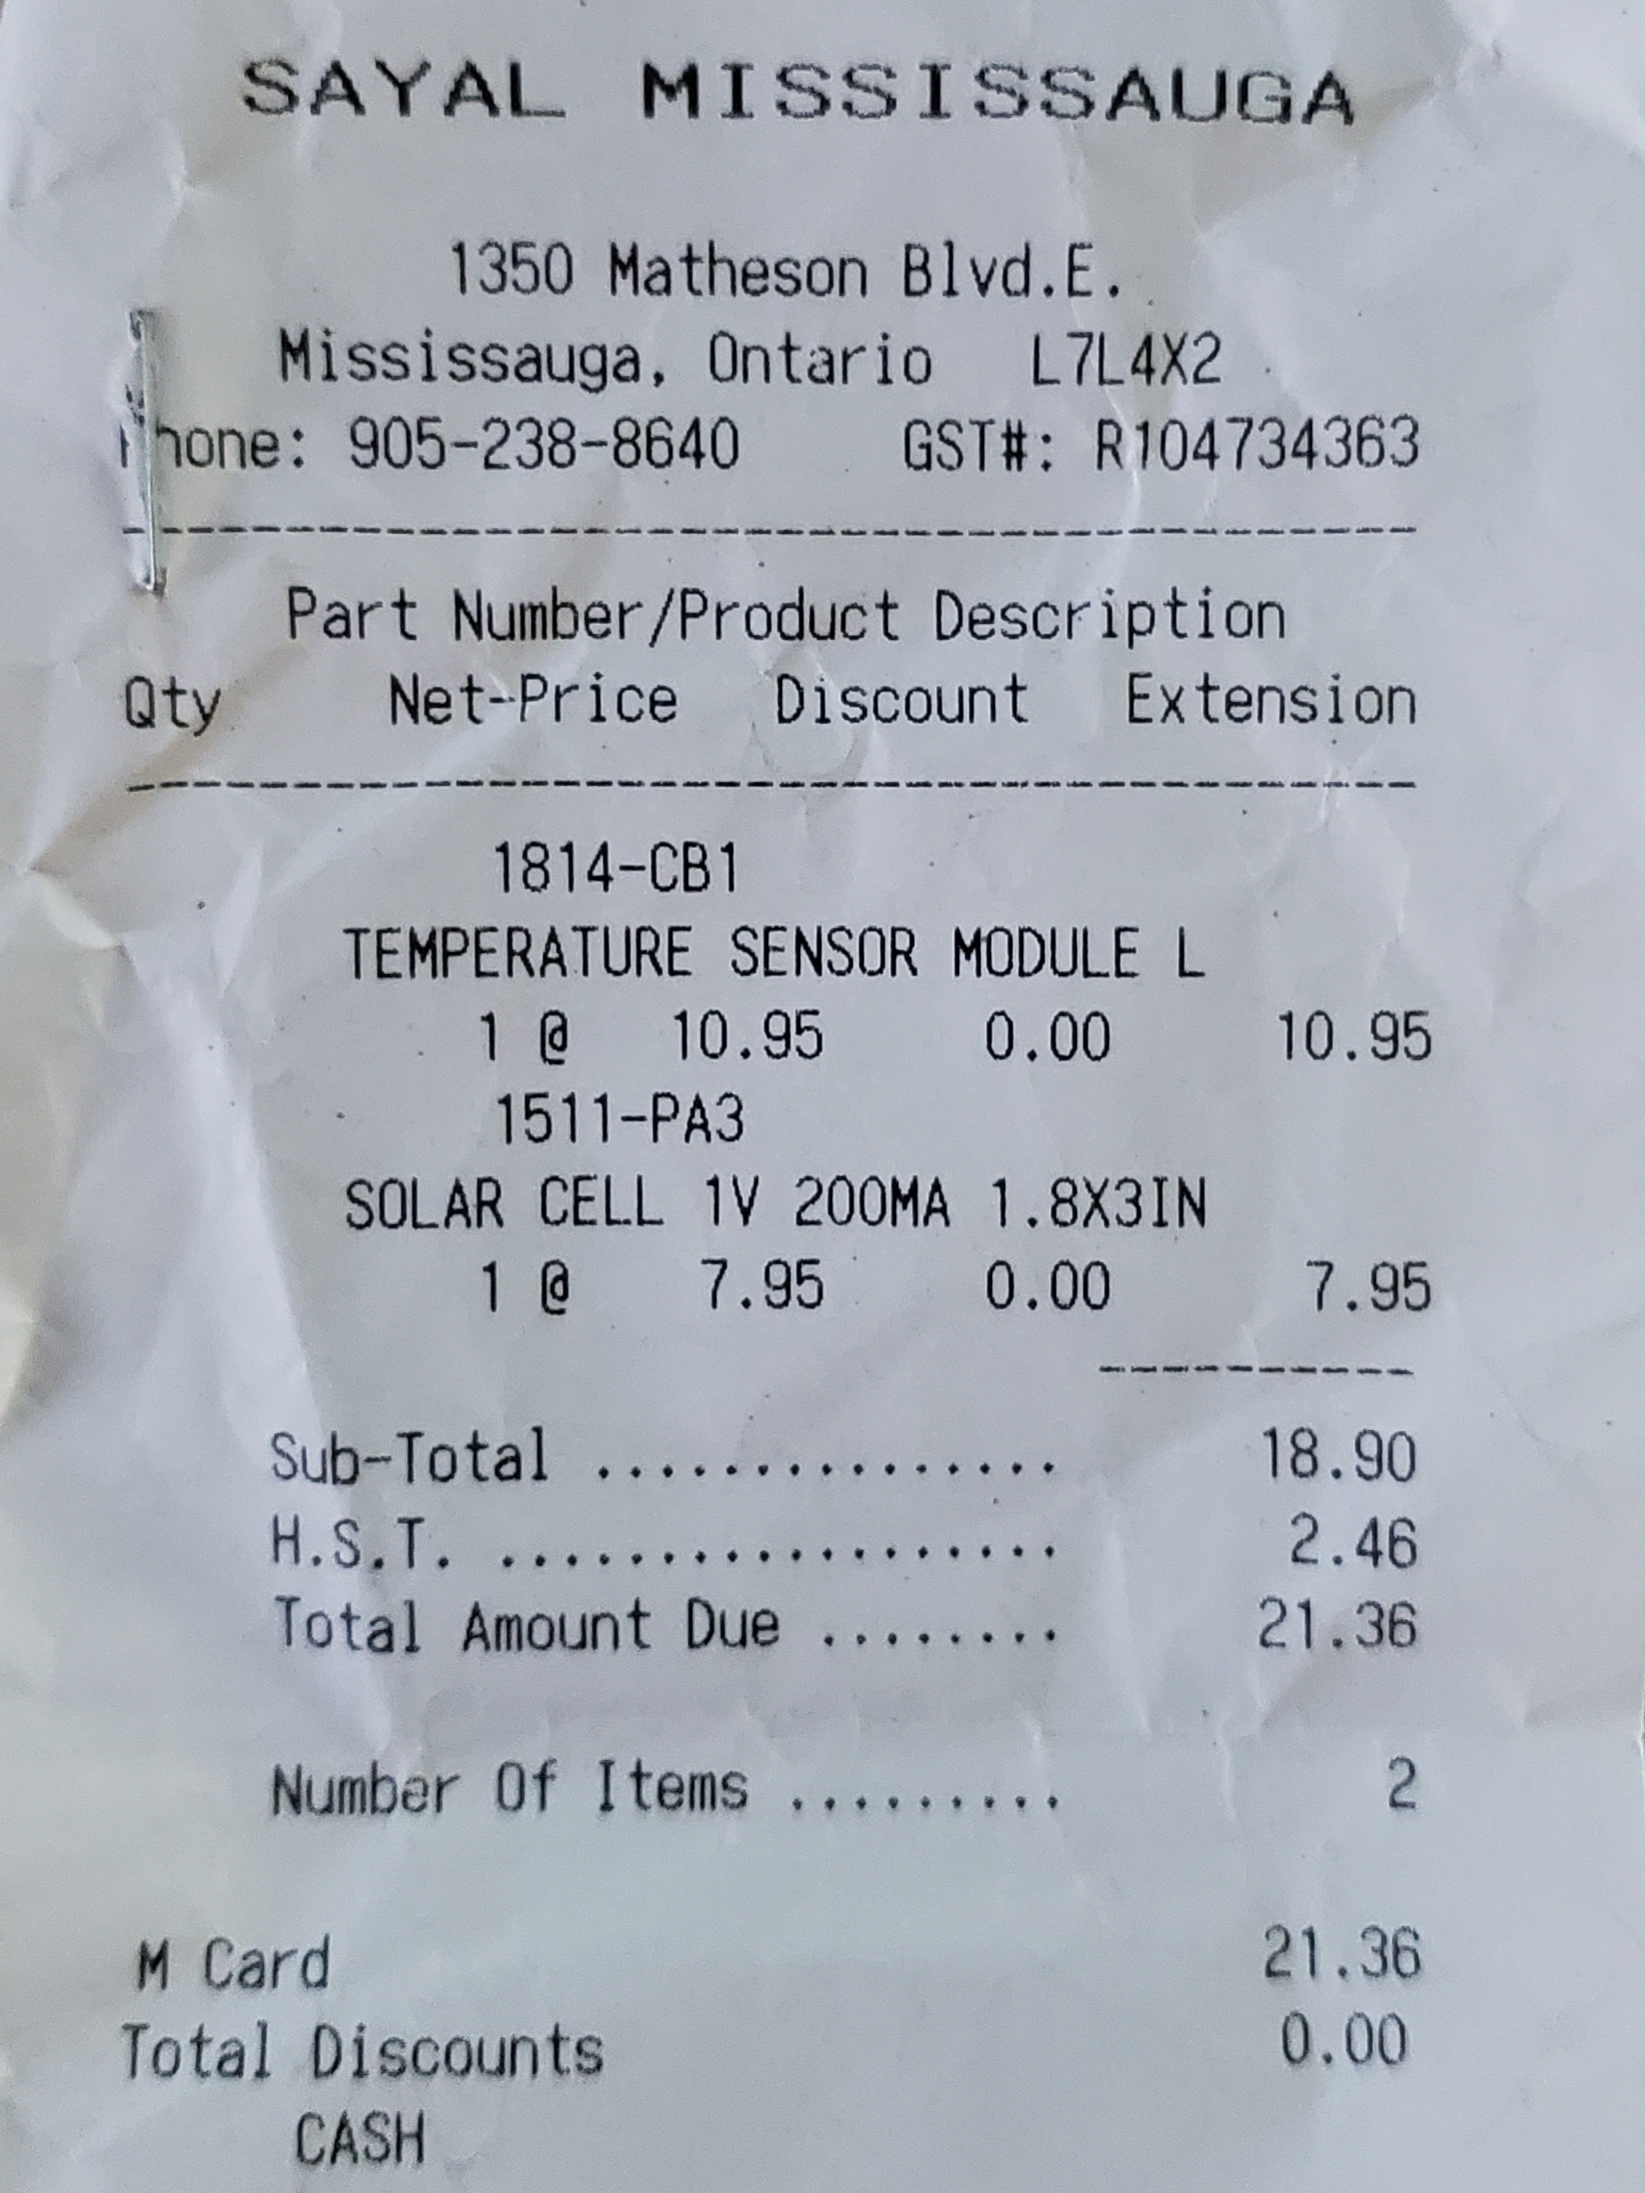 SAYAL MISSISSAUGA
1350 Matheson Blvd.E.
Mississauga, Ontario L7L4X2
Phone: 905-238-8640 GST#: R104734363
----------------------------------------
Part Number/Product Description
Qty Net-Price Discount Extension
----------------------------------------
1814-CB1
TEMPERATURE SENSOR MODULE L
1 @ 10.95 0.00 10.95
1511-PA3
SOLAR CELL 1V 200MA 1.8X3IN
1 @ 7.95 0.00 7.95
----------
Sub-Total ............... 18.90
H.S.T. .................. 2.46
Total Amount Due ........ 21.36
Number Of Items ......... 2
M Card 21.36
Total Discounts 0.00
CASH